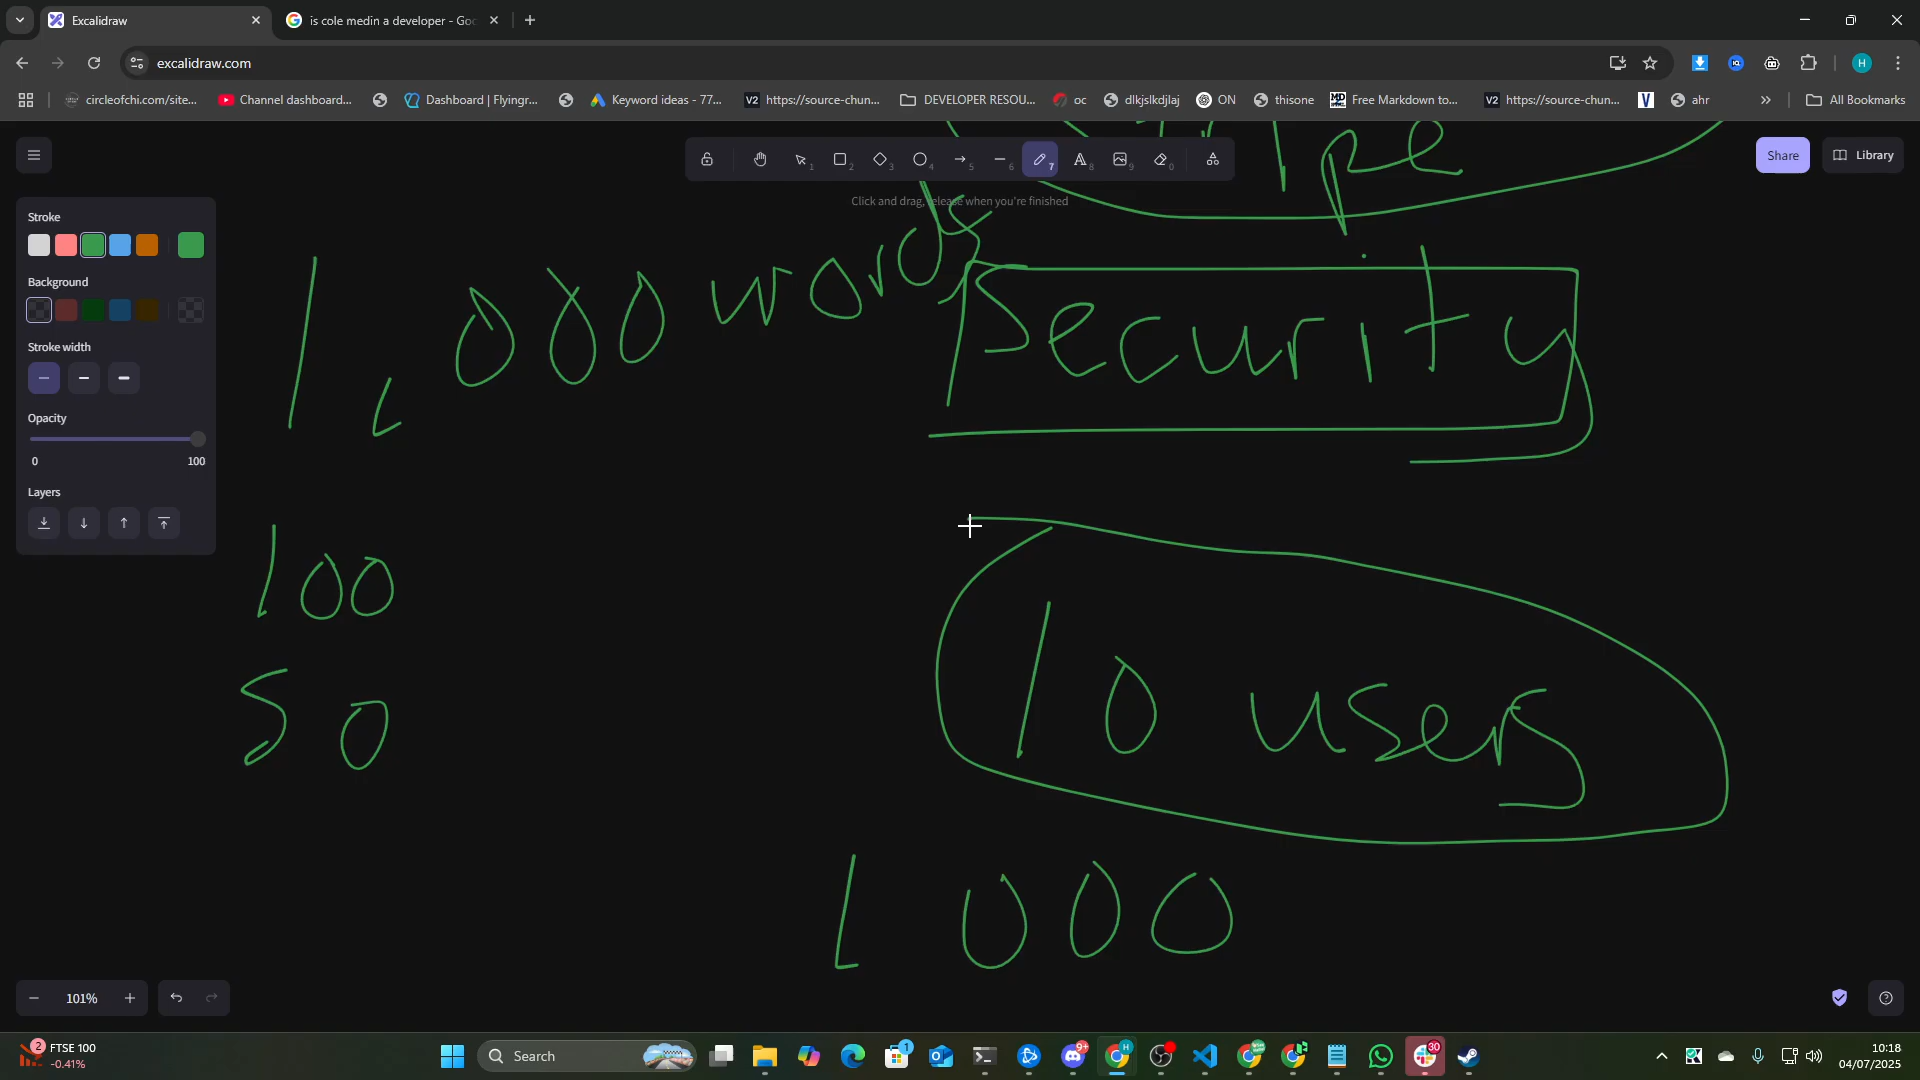 Excalidraw
is cole medin a developer - Goo
excalidraw.com
circleofchi.com/site...
Channel dashboard...
Dashboard | Flyingr...
Keyword ideas - 77...
https://source-chun...
DEVELOPER RESOU...
oc
dlkjslkdjlaj
ON
thisone
Free Markdown to...
https://source-chun...
ahr
All Bookmarks
Share
Library
Click and drag, release when you're finished
Stroke
Background
Stroke width
Opacity
0 100
Layers
1,000 words
Security
100
50
10 users
1 000
101%
FTSE 100
-0.41%
Search
10:18
04/07/2025